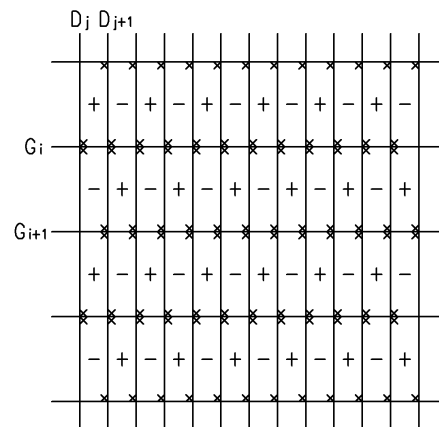 Dj Dj+1
+ − + − + − + − + − + −
Gi
− + − + − + − + − + − +
Gi+1
+ − + − + − + − + − + −
− + − + − + − + − + − +